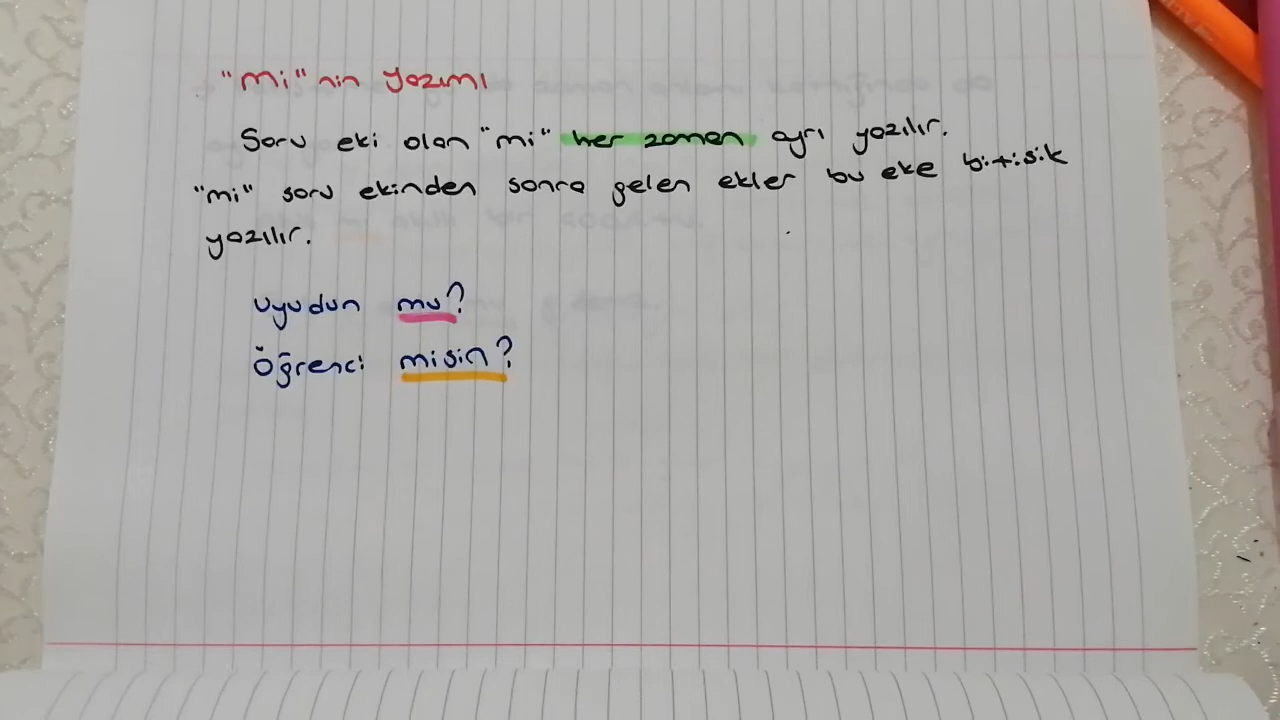 "mi" nin yazımı
Soru eki olan "mi" her zaman ayrı yazılır.
"mi" soru ekinden sonra gelen ekler bu eke bitişik
yazılır.
Uyudun mu?
Öğrenci misin?